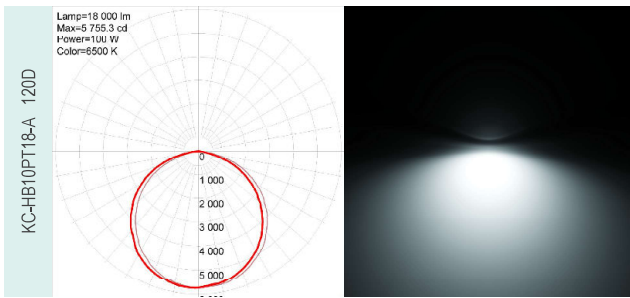 KC-HB10PT18-A 120D
Lamp=18 000 lm
Max=5 755.3 cd
Power=100 W
Color=6500 K
0
1 000
2 000
3 000
4 000
5 000